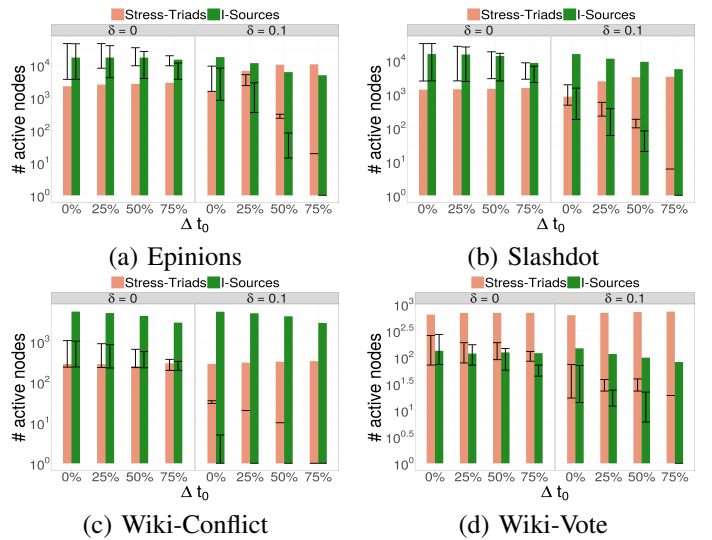 Stress-Triads I-Sources
δ = 0 δ = 0.1
# active nodes
10^4
10^3
10^2
10^1
10^0
0% 25% 50% 75% 0% 25% 50% 75%
Δ t₀
(a) Epinions
Stress-Triads I-Sources
δ = 0 δ = 0.1
# active nodes
10^4
10^3
10^2
10^1
10^0
0% 25% 50% 75% 0% 25% 50% 75%
Δ t₀
(b) Slashdot
Stress-Triads I-Sources
δ = 0 δ = 0.1
# active nodes
10^3
10^2
10^1
10^0
0% 25% 50% 75% 0% 25% 50% 75%
Δ t₀
(c) Wiki-Conflict
Stress-Triads I-Sources
δ = 0 δ = 0.1
# active nodes
10^3
10^2.5
10^2
10^1.5
10^1
10^0.5
10^0
0% 25% 50% 75% 0% 25% 50% 75%
Δ t₀
(d) Wiki-Vote